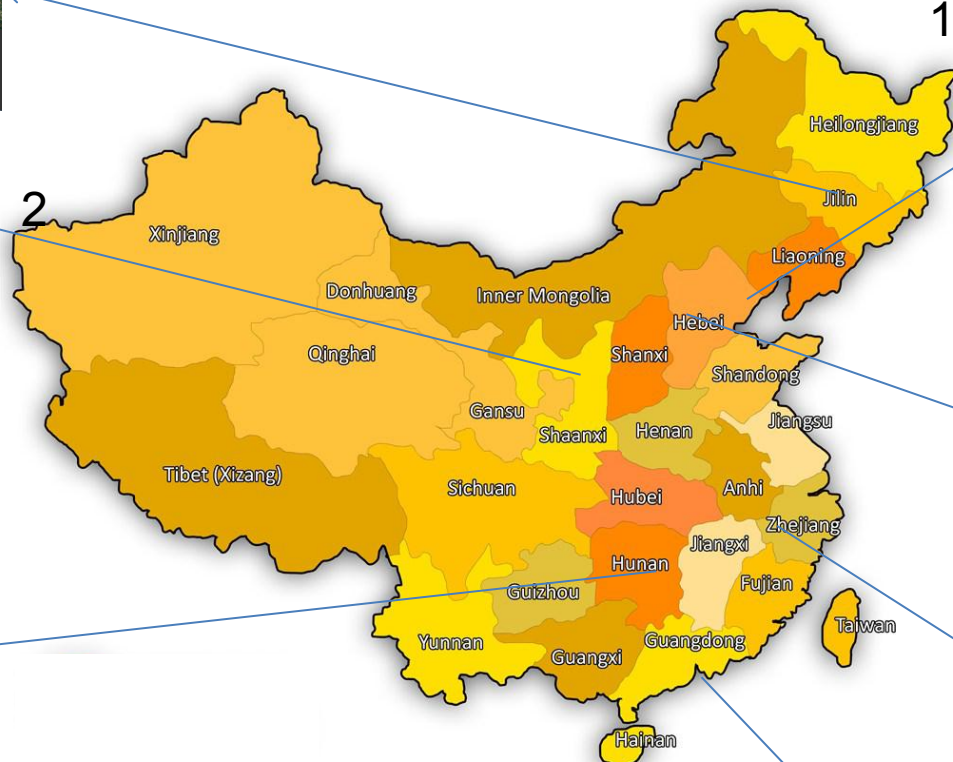 1
Heilongjiang
Jilin
2
Xinjiang
Liaoning
Donhuang
Inner Mongolia
Hebei
Qinghai
Shanxi
Shandong
Gansu
Jiangsu
Shaanxi
Henan
Tibet (Xizang)
Sichuan
Anhi
Hubei
Zhejiang
Jiangxi
Hunan
Fujian
Guizhou
Taiwan
Yunnan
Guangdong
Guangxi
Hainan